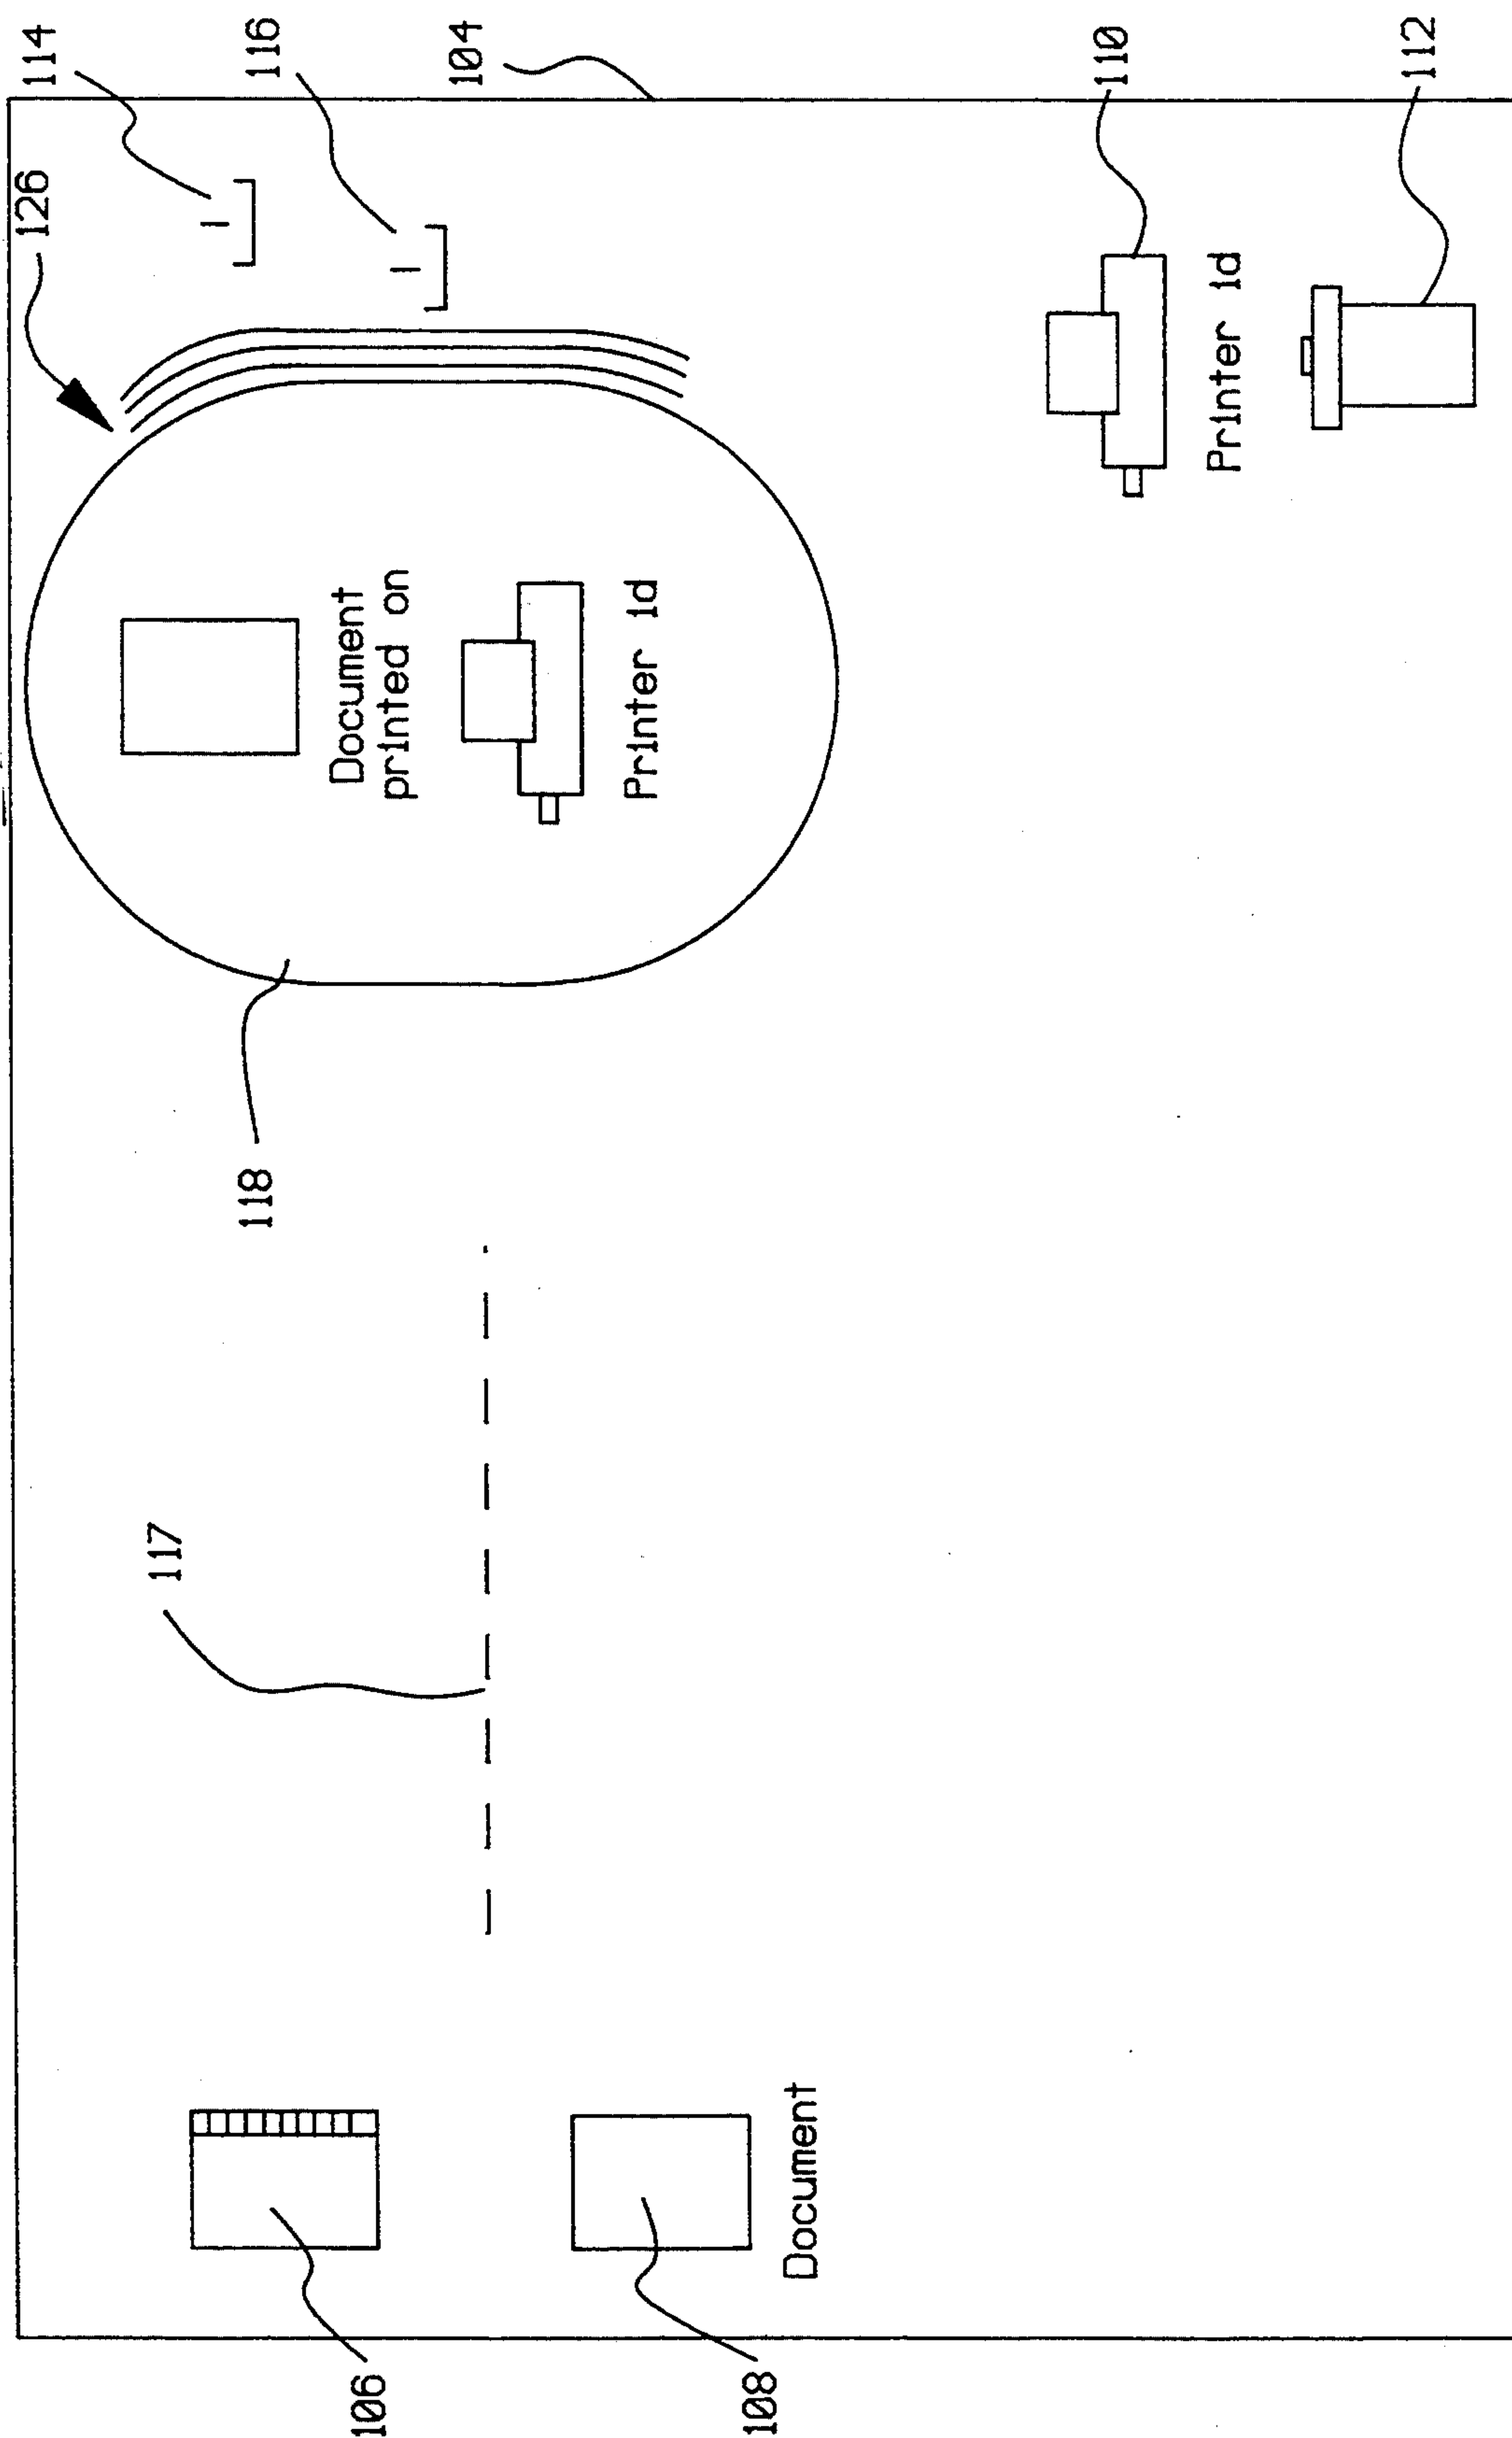 126
114
117
118
116
Document
printed on
106
104
Printer id
108
Document
110
Printer id
112